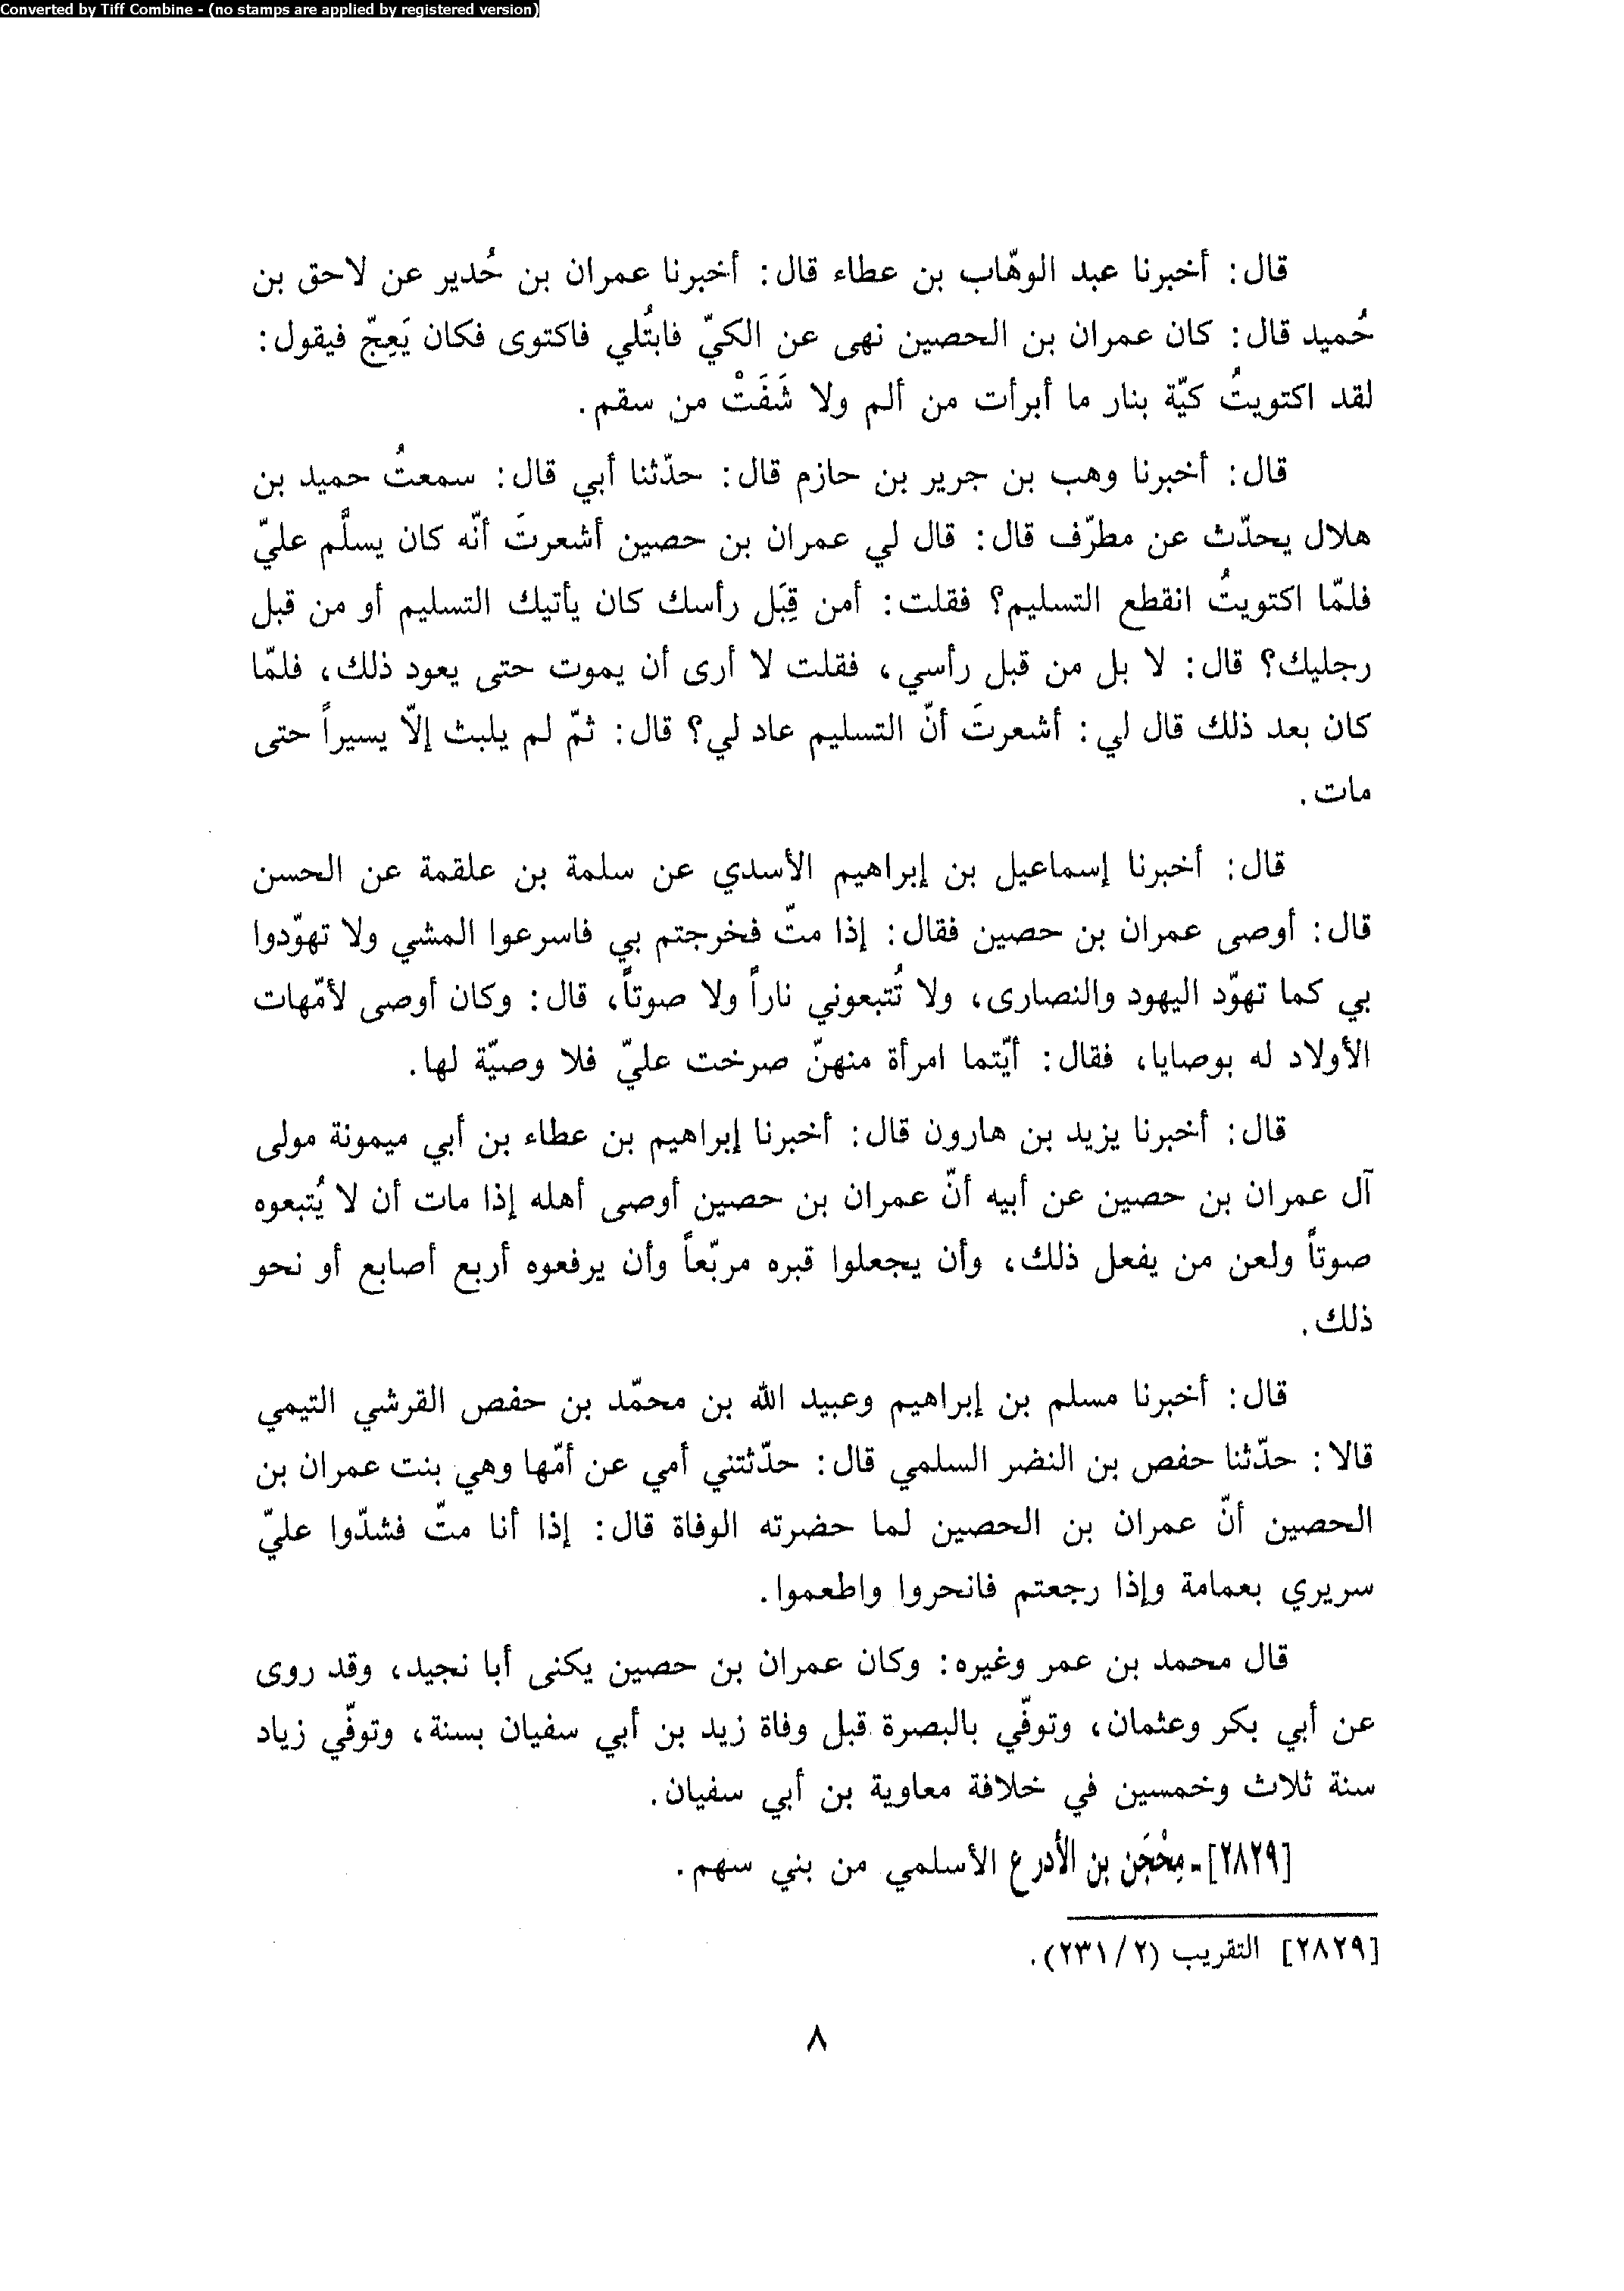 Converted by Tiff Combine - (no stamps are applied by registered version)
قال: أخبرنا عبد الوهّاب بن عطاء قال: أخبرنا عمران بن حُدير عن لاحق بن
حُميد قال: كان عمران بن الحصين نهى عن الكيّ فابتُلي فاكتوى فكان يَعِجّ فيقول:
لقد اكتويتُ كيّة بنار ما أبرأت من ألم ولا شَفَتْ من سقم.
قال: أخبرنا وهب بن جرير بن حازم قال: حدّثنا أبي قال: سمعتُ حميد بن
هلال يحدّث عن مطرّف قال: قال لي عمران بن حصين أشعرتَ أنّه كان يسلَّم عليّ
فلمّا اكتويتُ انقطع التسليم؟ فقلت: أمن قِبَل رأسك كان يأتيك التسليم أو من قبل
رجليك؟ قال: لا بل من قبل رأسي، فقلت لا أرى أن يموت حتى يعود ذلك، فلمّا
كان بعد ذلك قال لي: أشعرتَ أنّ التسليم عاد لي؟ قال: ثمّ لم يلبث إلاّ يسيراً حتى
مات.
قال: أخبرنا إسماعيل بن إبراهيم الأسدي عن سلمة بن علقمة عن الحسن
قال: أوصى عمران بن حصين فقال: إذا متّ فخرجتم بي فاسرعوا المشي ولا تهوّدوا
بي كما تهوّد اليهود والنصارى، ولا تُتبعوني ناراً ولا صوتاً، قال: وكان أوصى لأمّهات
الأولاد له بوصايا، فقال: أيّتما امرأة منهنّ صرخت عليّ فلا وصيّة لها.
قال: أخبرنا يزيد بن هارون قال: أخبرنا إبراهيم بن عطاء بن أبي ميمونة مولى
آل عمران بن حصين عن أبيه أنّ عمران بن حصين أوصى أهله إذا مات أن لا يُتبعوه
صوتاً ولعن من يفعل ذلك، وأن يجعلوا قبره مربّعاً وأن يرفعوه أربع أصابع أو نحو
ذلك.
قال: أخبرنا مسلم بن إبراهيم وعبيد الله بن محمّد بن حفص القرشي التيمي
قالا: حدّثنا حفص بن النضر السلمي قال: حدّثتني أمي عن أمّها وهي بنت عمران بن
الحصين أنّ عمران بن الحصين لما حضرته الوفاة قال: إذا أنا متّ فشدّوا عليّ
سريري بعمامة وإذا رجعتم فانحروا واطعموا.
قال محمد بن عمر وغيره: وكان عمران بن حصين يكنى أبا نجيد، وقد روى
عن أبي بكر وعثمان، وتوفّي بالبصرة قبل وفاة زيد بن أبي سفيان بسنة، وتوفّي زياد
سنة ثلاث وخمسين في خلافة معاوية بن أبي سفيان.
[٢٨٢٩]ـ مِحْجَن بن الأدرع الأسلمي من بني سهم.
[٢٨٢٩] التقريب (٢/ ٢٣١).
٨